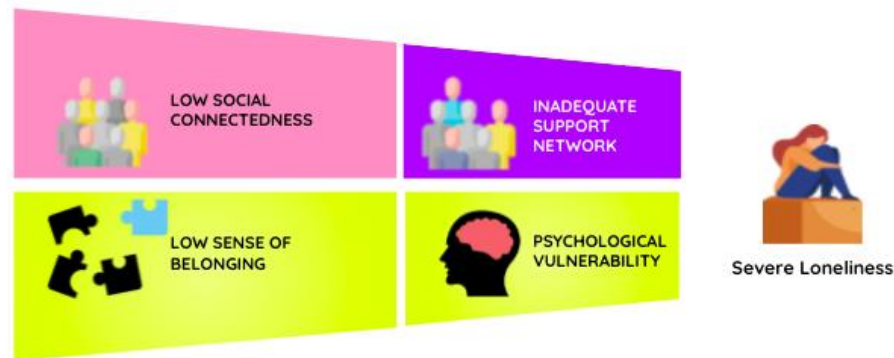 LOW SOCIAL
CONNECTEDNESS
INADEQUATE
SUPPORT
NETWORK
LOW SENSE OF
BELONGING
PSYCHOLOGICAL
VULNERABILITY
Severe Loneliness